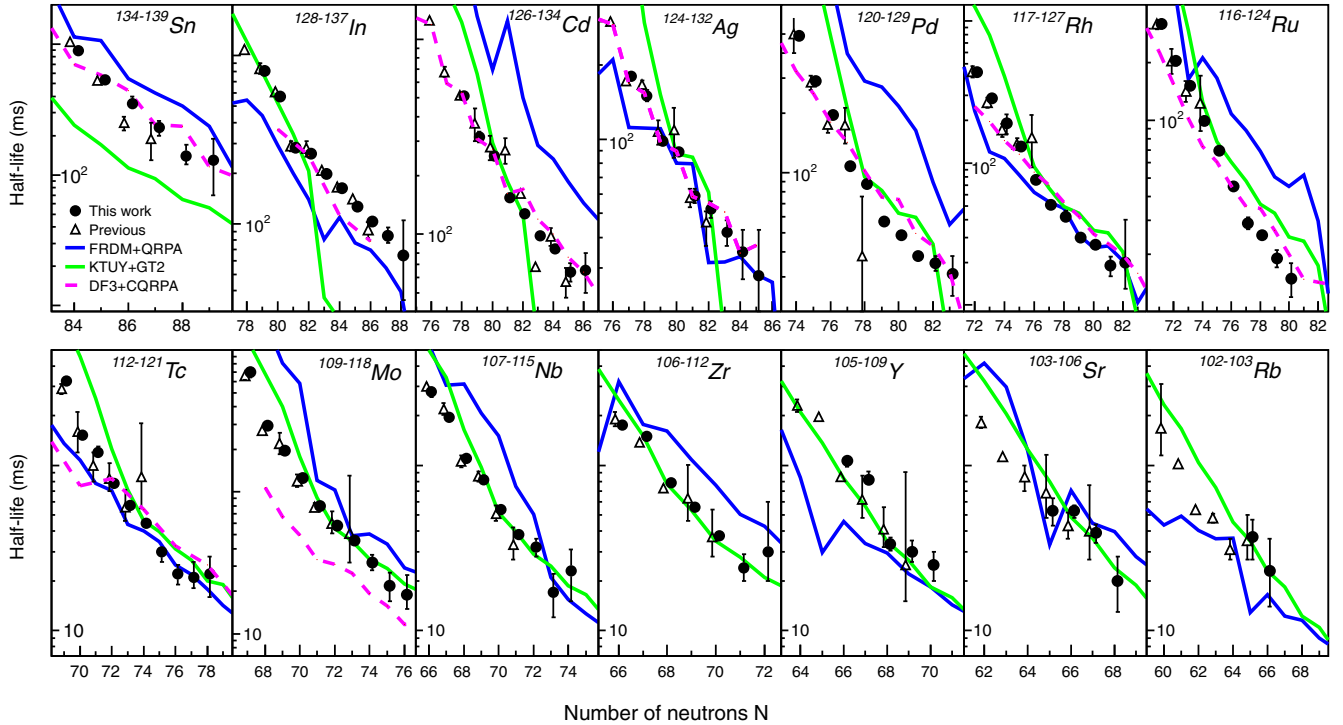 134-139Sn
128-137In
126-134Cd
124-132Ag
120-129Pd
117-127Rh
116-124Ru
Half-life (ms)
10²
10²
10²
10²
10²
10²
10²
This work
Previous
FRDM+QRPA
KTUY+GT2
DF3+CQRPA
84 86 88
78 80 82 84 86 88
76 78 80 82 84 86
76 78 80 82 84 86
74 76 78 80 82
72 74 76 78 80 82
72 74 76 78 80 82
112-121Tc
109-118Mo
107-115Nb
106-112Zr
105-109Y
103-106Sr
102-103Rb
Half-life (ms)
10
10
10
10
10
10
10
70 72 74 76 78
68 70 72 74 76
66 68 70 72 74
66 68 70 72
64 66 68 70
62 64 66 68
60 62 64 66 68
Number of neutrons N